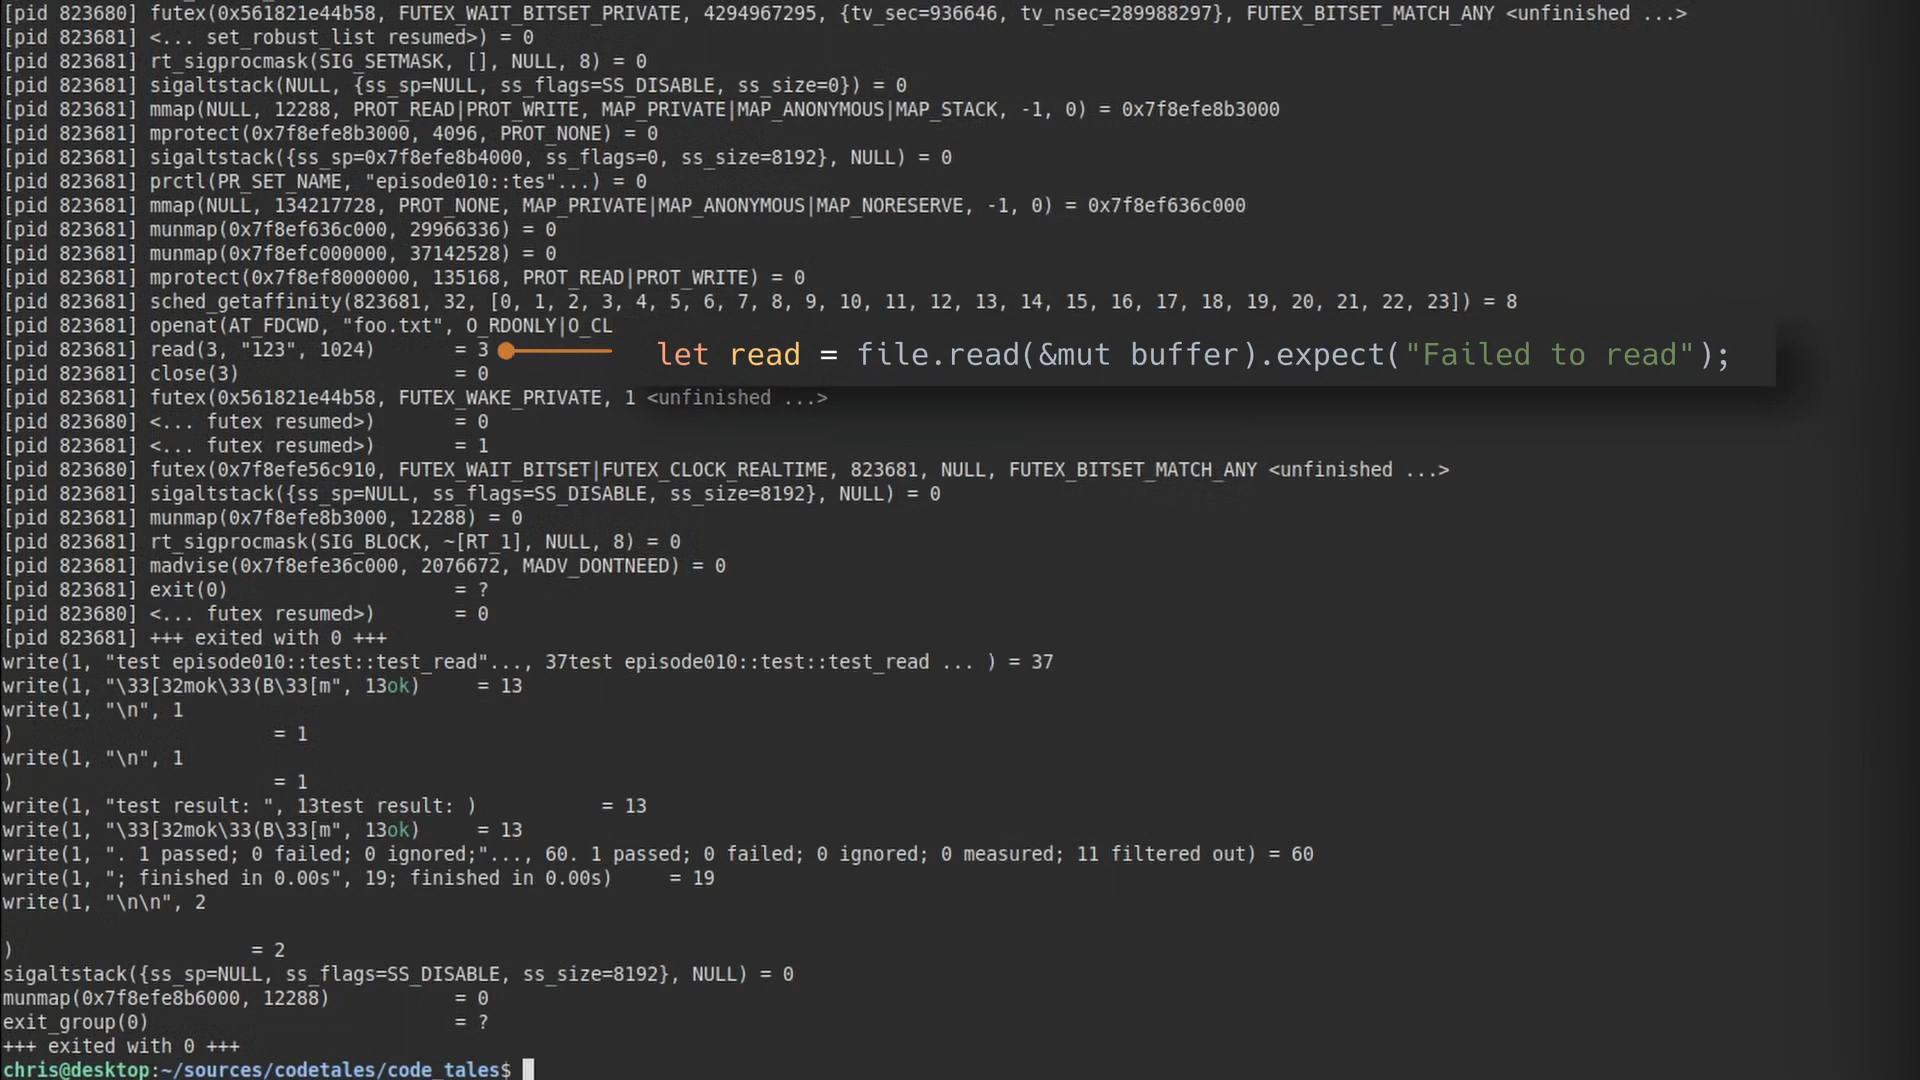 [pid 823680] futex(0x561821e44b58, FUTEX_WAIT_BITSET_PRIVATE, 4294967295, {tv_sec=936646, tv_nsec=289988297}, FUTEX_BITSET_MATCH_ANY <unfinished ...>
[pid 823681] <... set_robust_list resumed>) = 0
[pid 823681] rt_sigprocmask(SIG_SETMASK, [], NULL, 8) = 0
[pid 823681] sigaltstack(NULL, {ss_sp=NULL, ss_flags=SS_DISABLE, ss_size=0}) = 0
[pid 823681] mmap(NULL, 12288, PROT_READ|PROT_WRITE, MAP_PRIVATE|MAP_ANONYMOUS|MAP_STACK, -1, 0) = 0x7f8efe8b3000
[pid 823681] mprotect(0x7f8efe8b3000, 4096, PROT_NONE) = 0
[pid 823681] sigaltstack({ss_sp=0x7f8efe8b4000, ss_flags=0, ss_size=8192}, NULL) = 0
[pid 823681] prctl(PR_SET_NAME, "episode010::tes"...) = 0
[pid 823681] mmap(NULL, 134217728, PROT_NONE, MAP_PRIVATE|MAP_ANONYMOUS|MAP_NORESERVE, -1, 0) = 0x7f8ef636c000
[pid 823681] munmap(0x7f8ef636c000, 29966336) = 0
[pid 823681] munmap(0x7f8efc000000, 37142528) = 0
[pid 823681] mprotect(0x7f8ef8000000, 135168, PROT_READ|PROT_WRITE) = 0
[pid 823681] sched_getaffinity(823681, 32, [0, 1, 2, 3, 4, 5, 6, 7, 8, 9, 10, 11, 12, 13, 14, 15, 16, 17, 18, 19, 20, 21, 22, 23]) = 8
[pid 823681] openat(AT_FDCWD, "foo.txt", O_RDONLY|O_CL
[pid 823681] read(3, "123", 1024) = 3
let read = file.read(&mut buffer).expect("Failed to read");
[pid 823681] close(3) = 0
[pid 823681] futex(0x561821e44b58, FUTEX_WAKE_PRIVATE, 1 <unfinished ...>
[pid 823680] <... futex resumed>) = 0
[pid 823681] <... futex resumed>) = 1
[pid 823680] futex(0x7f8efe56c910, FUTEX_WAIT_BITSET|FUTEX_CLOCK_REALTIME, 823681, NULL, FUTEX_BITSET_MATCH_ANY <unfinished ...>
[pid 823681] sigaltstack({ss_sp=NULL, ss_flags=SS_DISABLE, ss_size=8192}, NULL) = 0
[pid 823681] munmap(0x7f8efe8b3000, 12288) = 0
[pid 823681] rt_sigprocmask(SIG_BLOCK, ~[RT_1], NULL, 8) = 0
[pid 823681] madvise(0x7f8efe36c000, 2076672, MADV_DONTNEED) = 0
[pid 823681] exit(0) = ?
[pid 823680] <... futex resumed>) = 0
[pid 823681] +++ exited with 0 +++
write(1, "test episode010::test::test_read"..., 37test episode010::test::test_read ... ) = 37
write(1, "\33[32mok\33(B\33[m", 13ok) = 13
write(1, "\n", 1
) = 1
write(1, "\n", 1
) = 1
write(1, "test result: ", 13test result: ) = 13
write(1, "\33[32mok\33(B\33[m", 13ok) = 13
write(1, ". 1 passed; 0 failed; 0 ignored;"..., 60. 1 passed; 0 failed; 0 ignored; 0 measured; 11 filtered out) = 60
write(1, "; finished in 0.00s", 19; finished in 0.00s) = 19
write(1, "\n\n", 2
) = 2
sigaltstack({ss_sp=NULL, ss_flags=SS_DISABLE, ss_size=8192}, NULL) = 0
munmap(0x7f8efe8b6000, 12288) = 0
exit_group(0) = ?
+++ exited with 0 +++
chris@desktop:~/sources/codetales/code_tales$